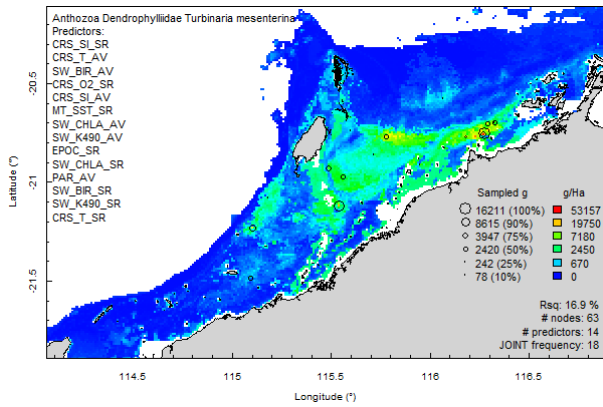 Anthozoa Dendrophylliidae Turbinaria mesenterina
Predictors:
CRS_SI_SR
CRS_T_AV
SW_BIR_AV
CRS_O2_SR
CRS_SI_AV
MT_SST_SR
SW_CHLA_AV
SW_K490_AV
EPOC_SR
SW_CHLA_SR
PAR_AV
SW_BIR_SR
SW_K490_SR
CRS_T_SR
Latitude (°)
-20.5
-21
-21.5
Sampled g g/Ha
16211 (100%) 53157
8615 (90%) 19750
3947 (75%) 7180
2420 (50%) 2450
242 (25%) 670
78 (10%) 0
Rsq: 16.9 %
# nodes: 63
# predictors: 14
JOINT frequency: 18
114.5 115 115.5 116 116.5
Longitude (°)